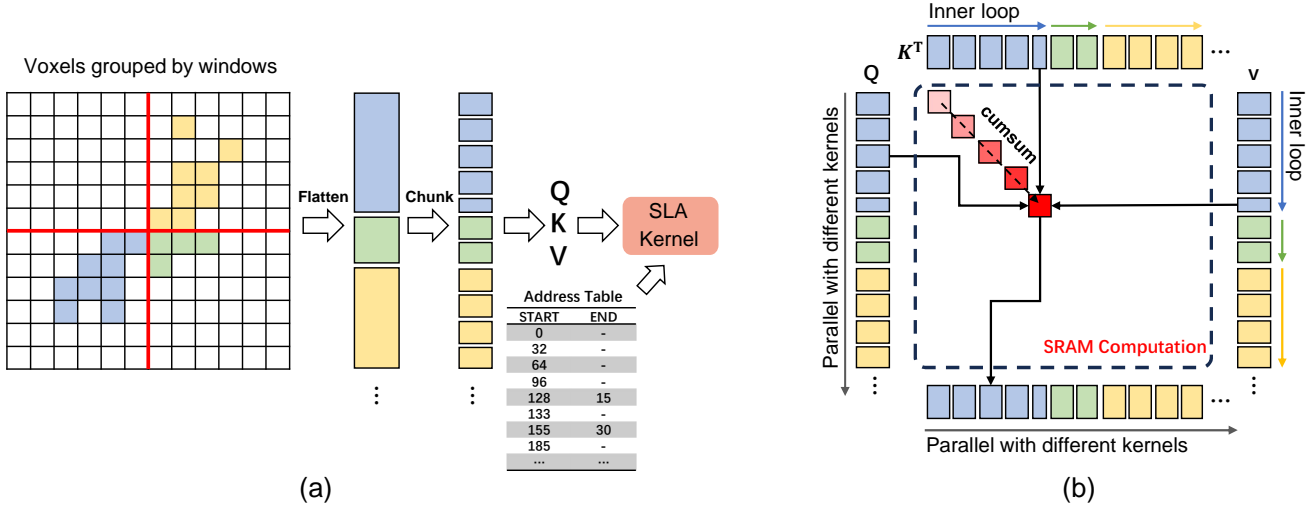 Voxels grouped by windows
Flatten
Chunk
Q
K
V
SLA
Kernel
Address Table
START END
0 -
32 -
64 -
96 -
128 15
133 -
155 30
185 -
... ...
(a)
Inner loop
K^T
...
Q
V
Parallel with different kernels
cumsum
Inner loop
SRAM Computation
...
Parallel with different kernels
(b)